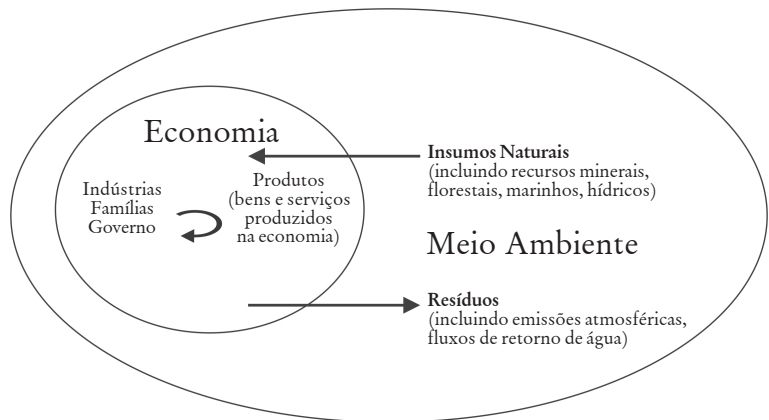 Economia
Indústrias
Famílias
Governo
Produtos
(bens e serviços
produzidos
na economia)
Insumos Naturais
(incluindo recursos minerais,
florestais, marinhos, hídricos)
Meio Ambiente
Resíduos
(incluindo emissões atmosféricas,
fluxos de retorno de água)